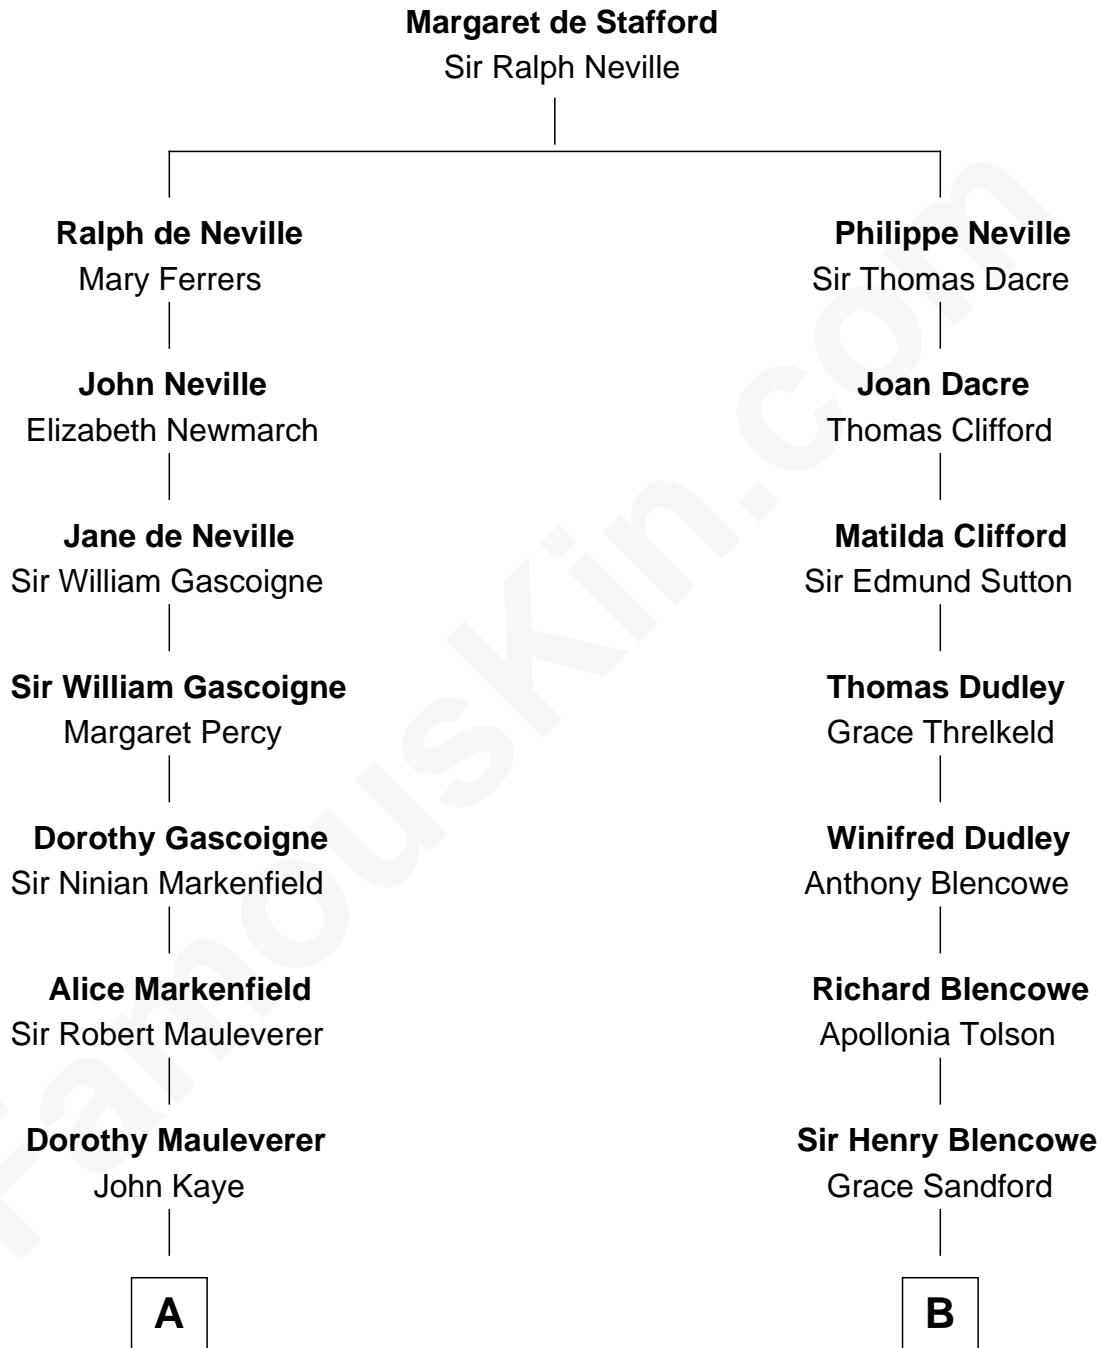 Margaret de Stafford
Sir Ralph Neville
Ralph de Neville
Mary Ferrers
Philippe Neville
Sir Thomas Dacre
John Neville
Elizabeth Newmarch
Joan Dacre
Thomas Clifford
Jane de Neville
Sir William Gascoigne
Matilda Clifford
Sir Edmund Sutton
Sir William Gascoigne
Margaret Percy
Thomas Dudley
Grace Threlkeld
Dorothy Gascoigne
Sir Ninian Markenfield
Winifred Dudley
Anthony Blencowe
Alice Markenfield
Sir Robert Mauleverer
Richard Blencowe
Apollonia Tolson
Dorothy Mauleverer
John Kaye
Sir Henry Blencowe
Grace Sandford
A
B
FamousKin.com